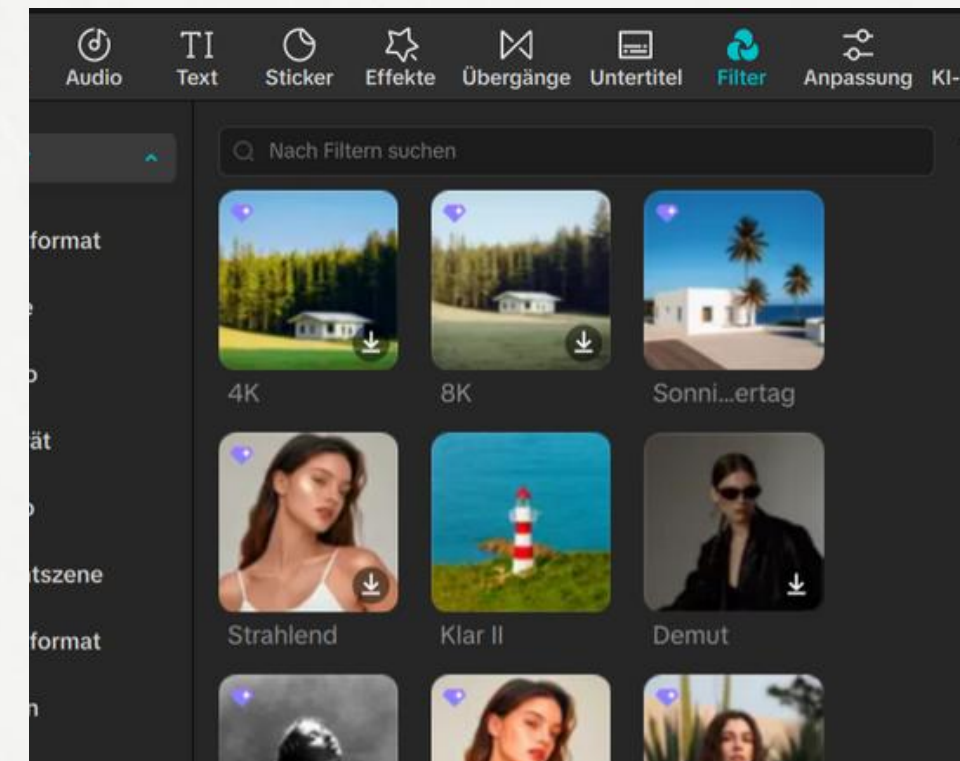 Audio Text Sticker Effekte Übergänge Untertitel Filter Anpassung KI-
Nach Filtern suchen
format
4K 8K Sonni...ertag
ät
tszene
Strahlend Klar II Demut
format
n